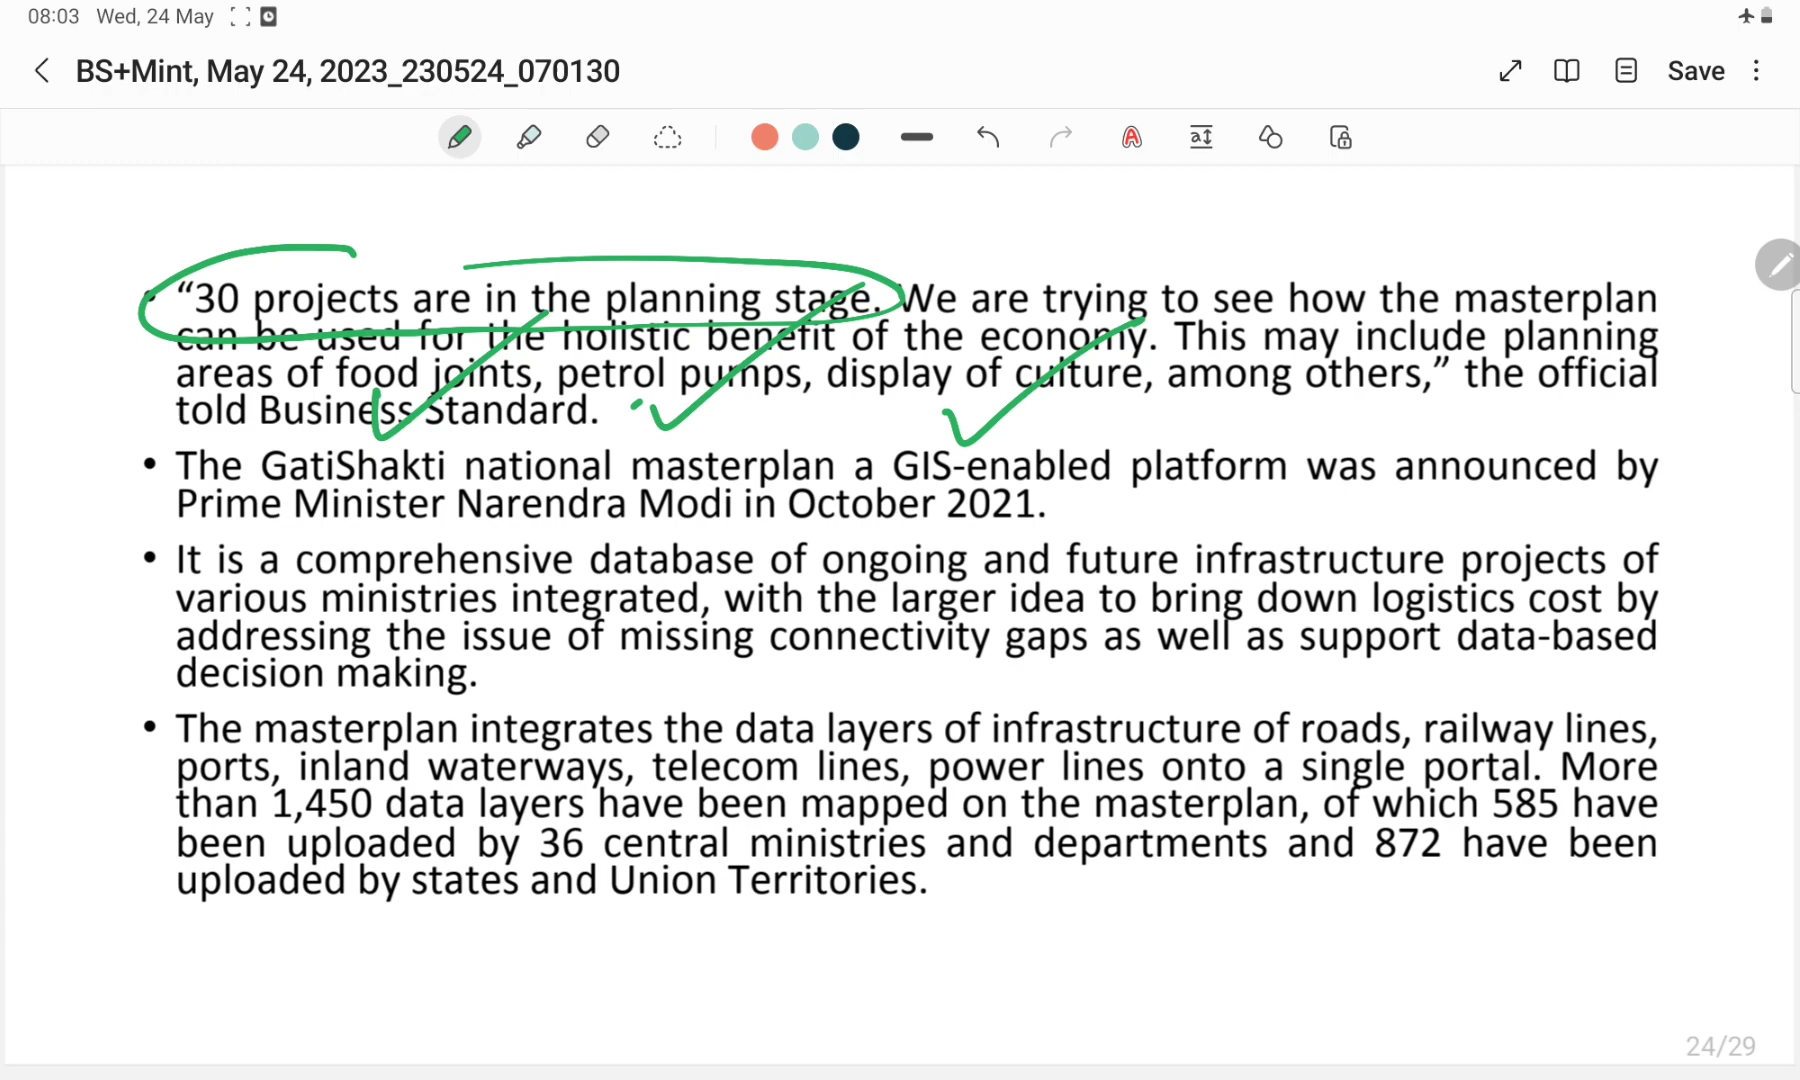 08:03 Wed, 24 May
BS+Mint, May 24, 2023_230524_070130
Save
A
a
• “30 projects are in the planning stage. We are trying to see how the masterplan
can be used for the holistic benefit of the economy. This may include planning
areas of food joints, petrol pumps, display of culture, among others,” the official
told Business Standard.
• The GatiShakti national masterplan a GIS-enabled platform was announced by
Prime Minister Narendra Modi in October 2021.
• It is a comprehensive database of ongoing and future infrastructure projects of
various ministries integrated, with the larger idea to bring down logistics cost by
addressing the issue of missing connectivity gaps as well as support data-based
decision making.
• The masterplan integrates the data layers of infrastructure of roads, railway lines,
ports, inland waterways, telecom lines, power lines onto a single portal. More
than 1,450 data layers have been mapped on the masterplan, of which 585 have
been uploaded by 36 central ministries and departments and 872 have been
uploaded by states and Union Territories.
24/29